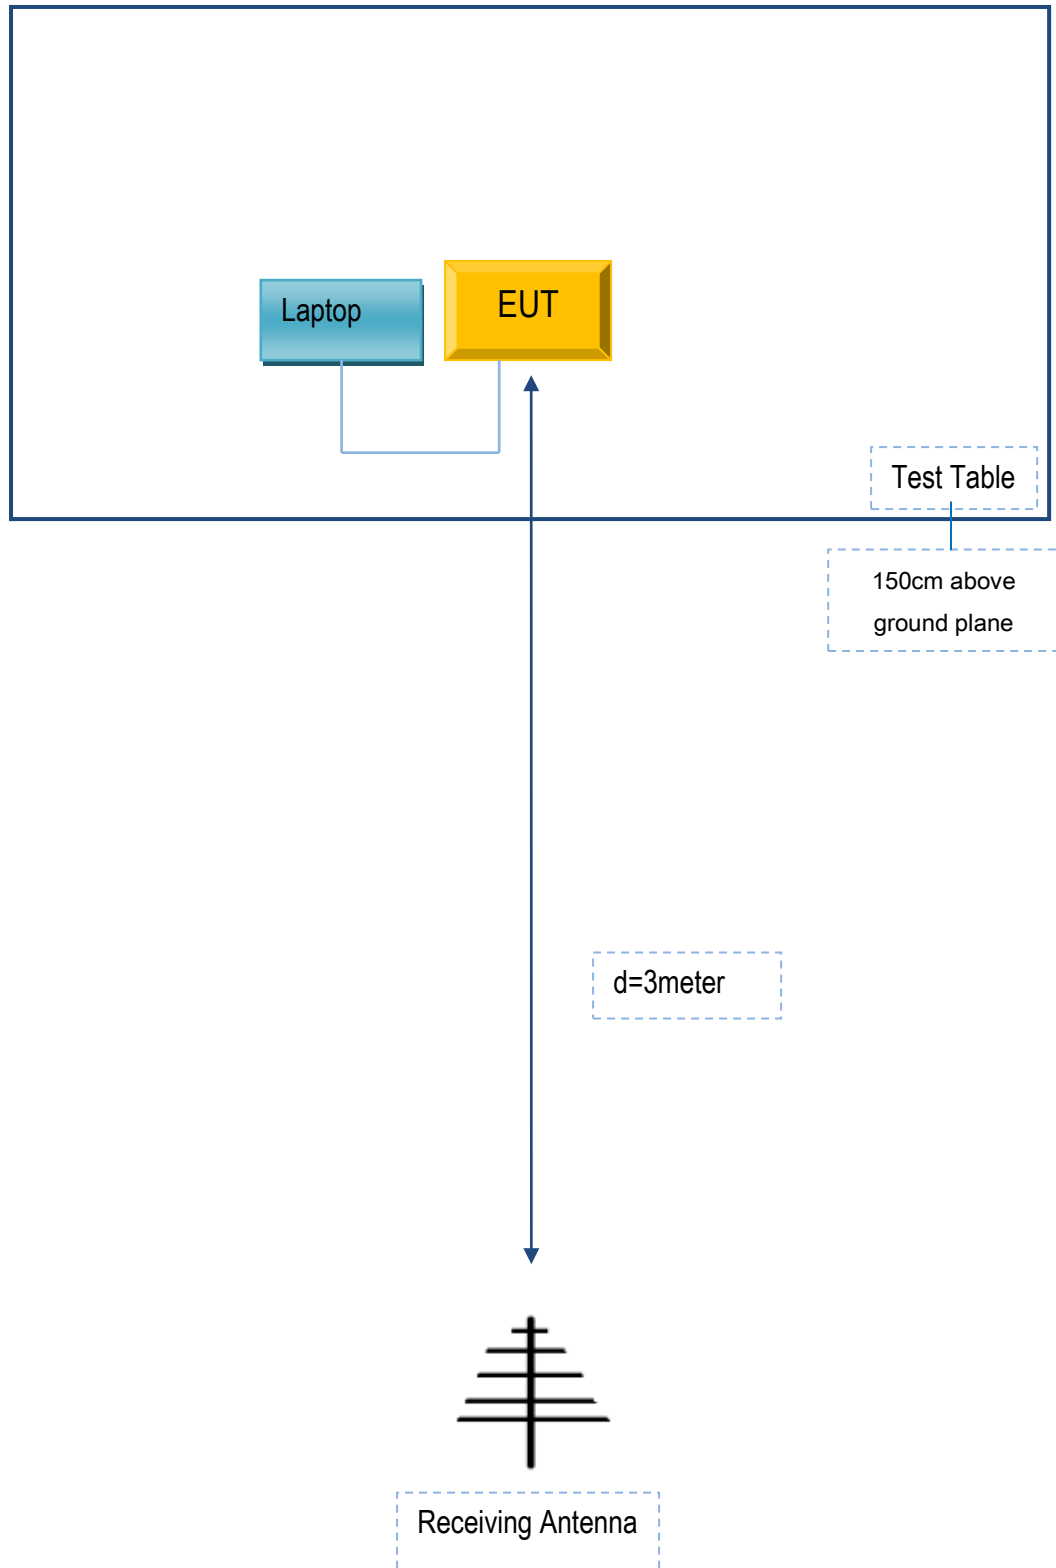 Laptop
EUT
Test Table
150cm above
ground plane
d=3meter
Receiving Antenna